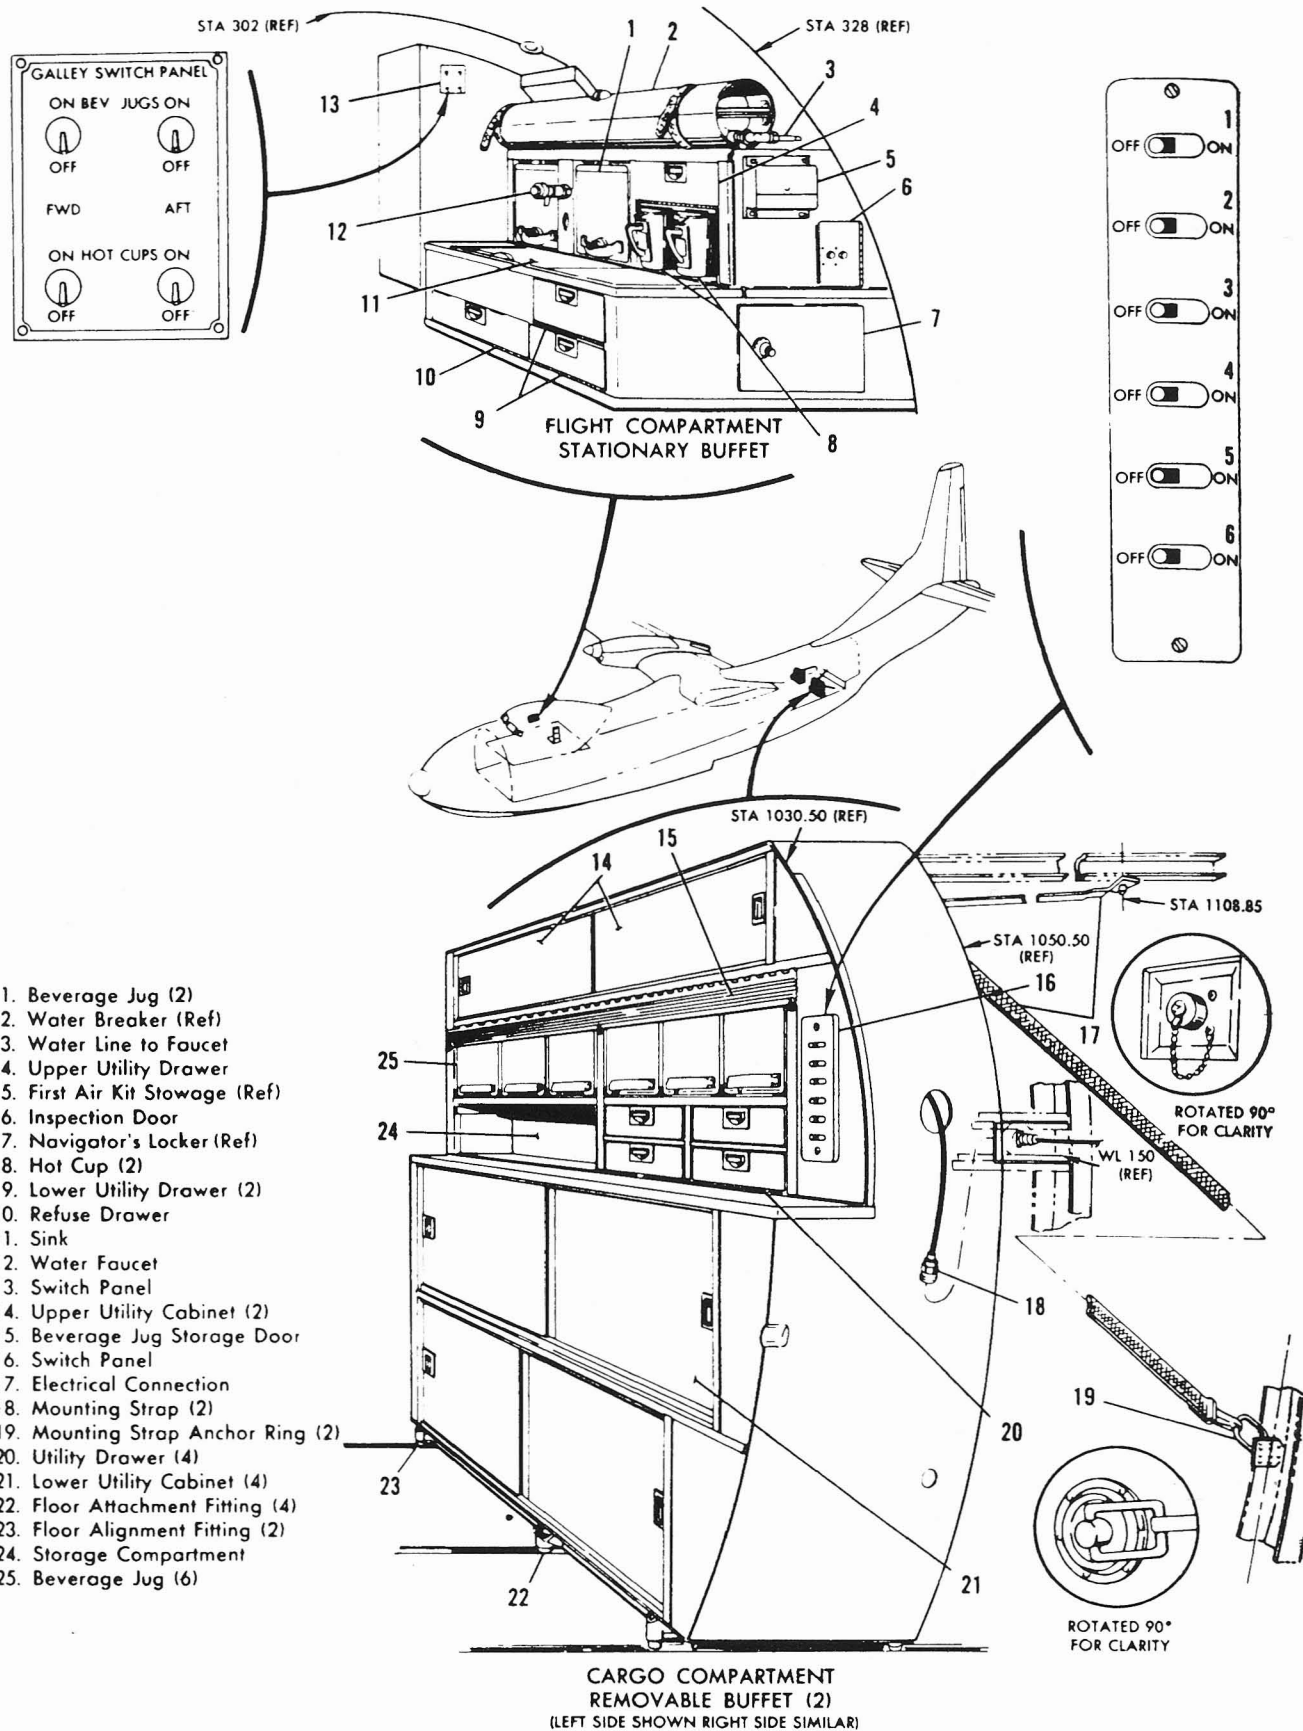 STA 302 (REF)
STA 328 (REF)
GALLEY SWITCH PANEL
ON BEV JUGS ON
OFF OFF
FWD AFT
ON HOT CUPS ON
OFF OFF
1
2
3
4
5
6
7
8
9
10
11
12
13
FLIGHT COMPARTMENT
STATIONARY BUFFET
1
OFF ON
2
OFF ON
3
OFF ON
4
OFF ON
5
OFF ON
6
OFF ON
STA 1030.50 (REF)
STA 1108.85
STA 1050.50
(REF)
14
15
16
17
ROTATED 90°
FOR CLARITY
WL 150
(REF)
18
19
20
21
22
23
24
25
ROTATED 90°
FOR CLARITY
1. Beverage Jug (2)
2. Water Breaker (Ref)
3. Water Line to Faucet
4. Upper Utility Drawer
5. First Air Kit Stowage (Ref)
6. Inspection Door
7. Navigator's Locker (Ref)
8. Hot Cup (2)
9. Lower Utility Drawer (2)
0. Refuse Drawer
1. Sink
2. Water Faucet
3. Switch Panel
4. Upper Utility Cabinet (2)
5. Beverage Jug Storage Door
6. Switch Panel
7. Electrical Connection
8. Mounting Strap (2)
19. Mounting Strap Anchor Ring (2)
20. Utility Drawer (4)
21. Lower Utility Cabinet (4)
22. Floor Attachment Fitting (4)
23. Floor Alignment Fitting (2)
24. Storage Compartment
25. Beverage Jug (6)
CARGO COMPARTMENT
REMOVABLE BUFFET (2)
(LEFT SIDE SHOWN RIGHT SIDE SIMILAR)